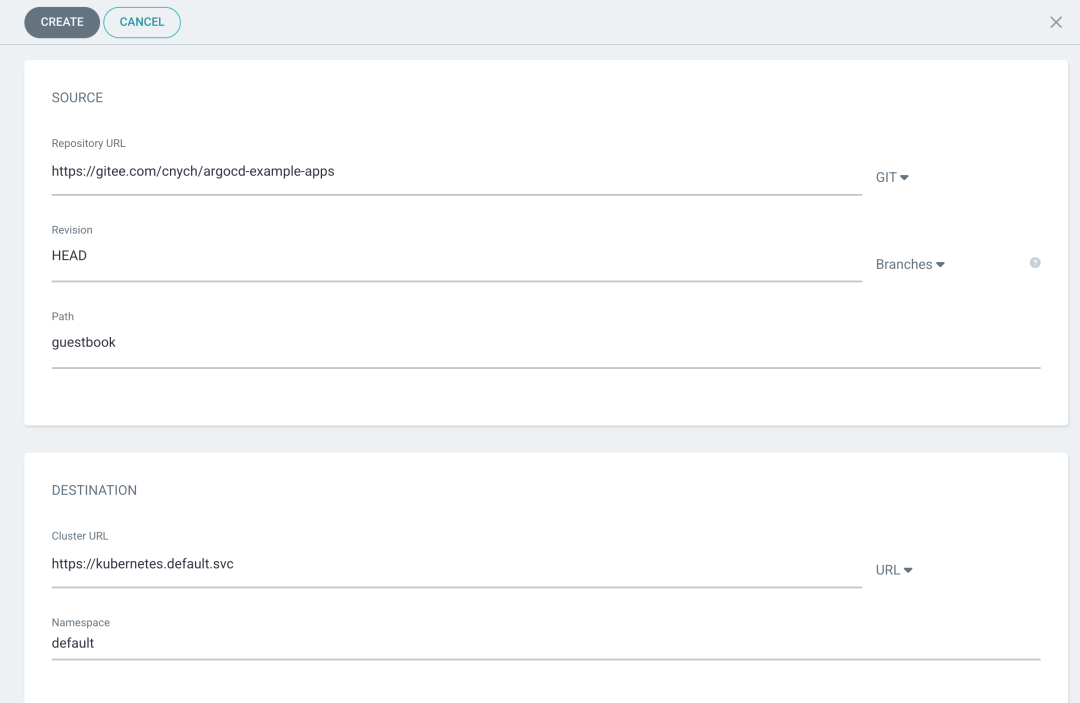 CREATE CANCEL
SOURCE
Repository URL
https://gitee.com/cnych/argocd-example-apps
GIT
Revision
HEAD
Branches
?
Path
guestbook
DESTINATION
Cluster URL
https://kubernetes.default.svc
URL
Namespace
default